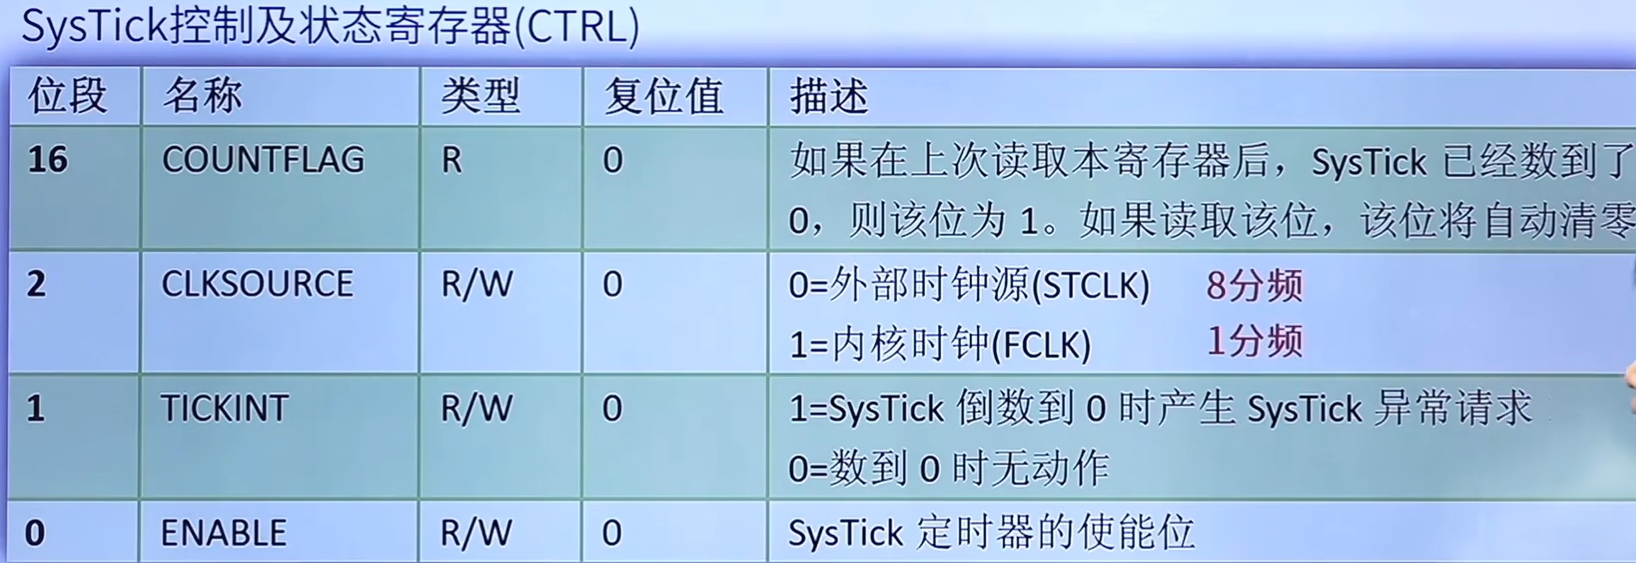 SysTick控制及状态寄存器(CTRL)
位段 名称 类型 复位值 描述
16 COUNTFLAG R 0 如果在上次读取本寄存器后，SysTick 已经数到了
0，则该位为 1。如果读取该位，该位将自动清零
2 CLKSOURCE R/W 0 0=外部时钟源(STCLK) 8分频
1=内核时钟(FCLK) 1分频
1 TICKINT R/W 0 1=SysTick 倒数到 0 时产生 SysTick 异常请求
0=数到 0 时无动作
0 ENABLE R/W 0 SysTick 定时器的使能位